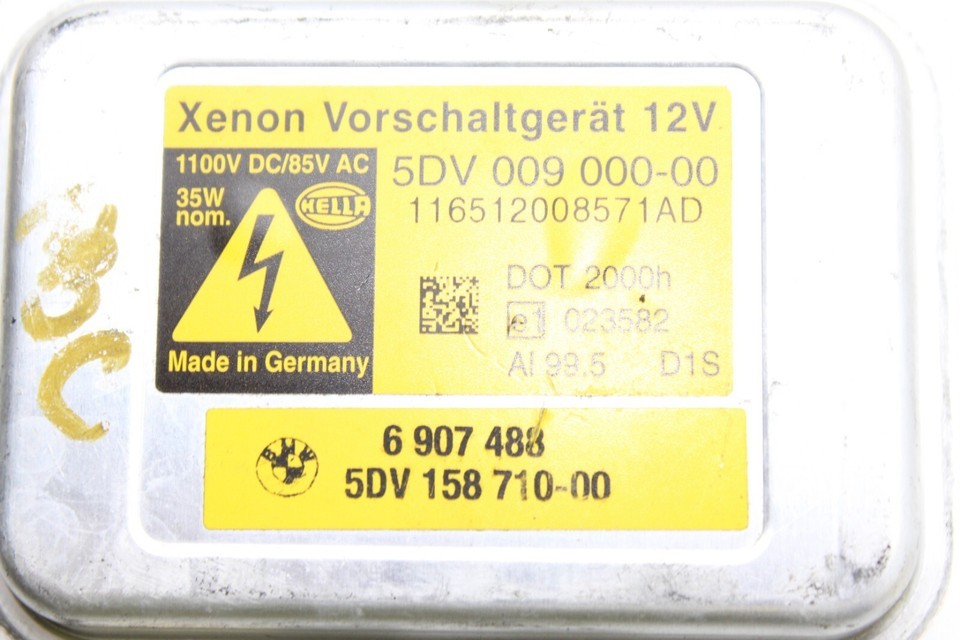 Xenon Vorschaltgerät 12V
1100V DC/85V AC
35W
nom.
HELLA
5DV 009 000-00
116512008571AD
DOT 2000h
e1 023582
Al 99.5 D1S
Made in Germany
BMW
6 907 488
5DV 158 710-00